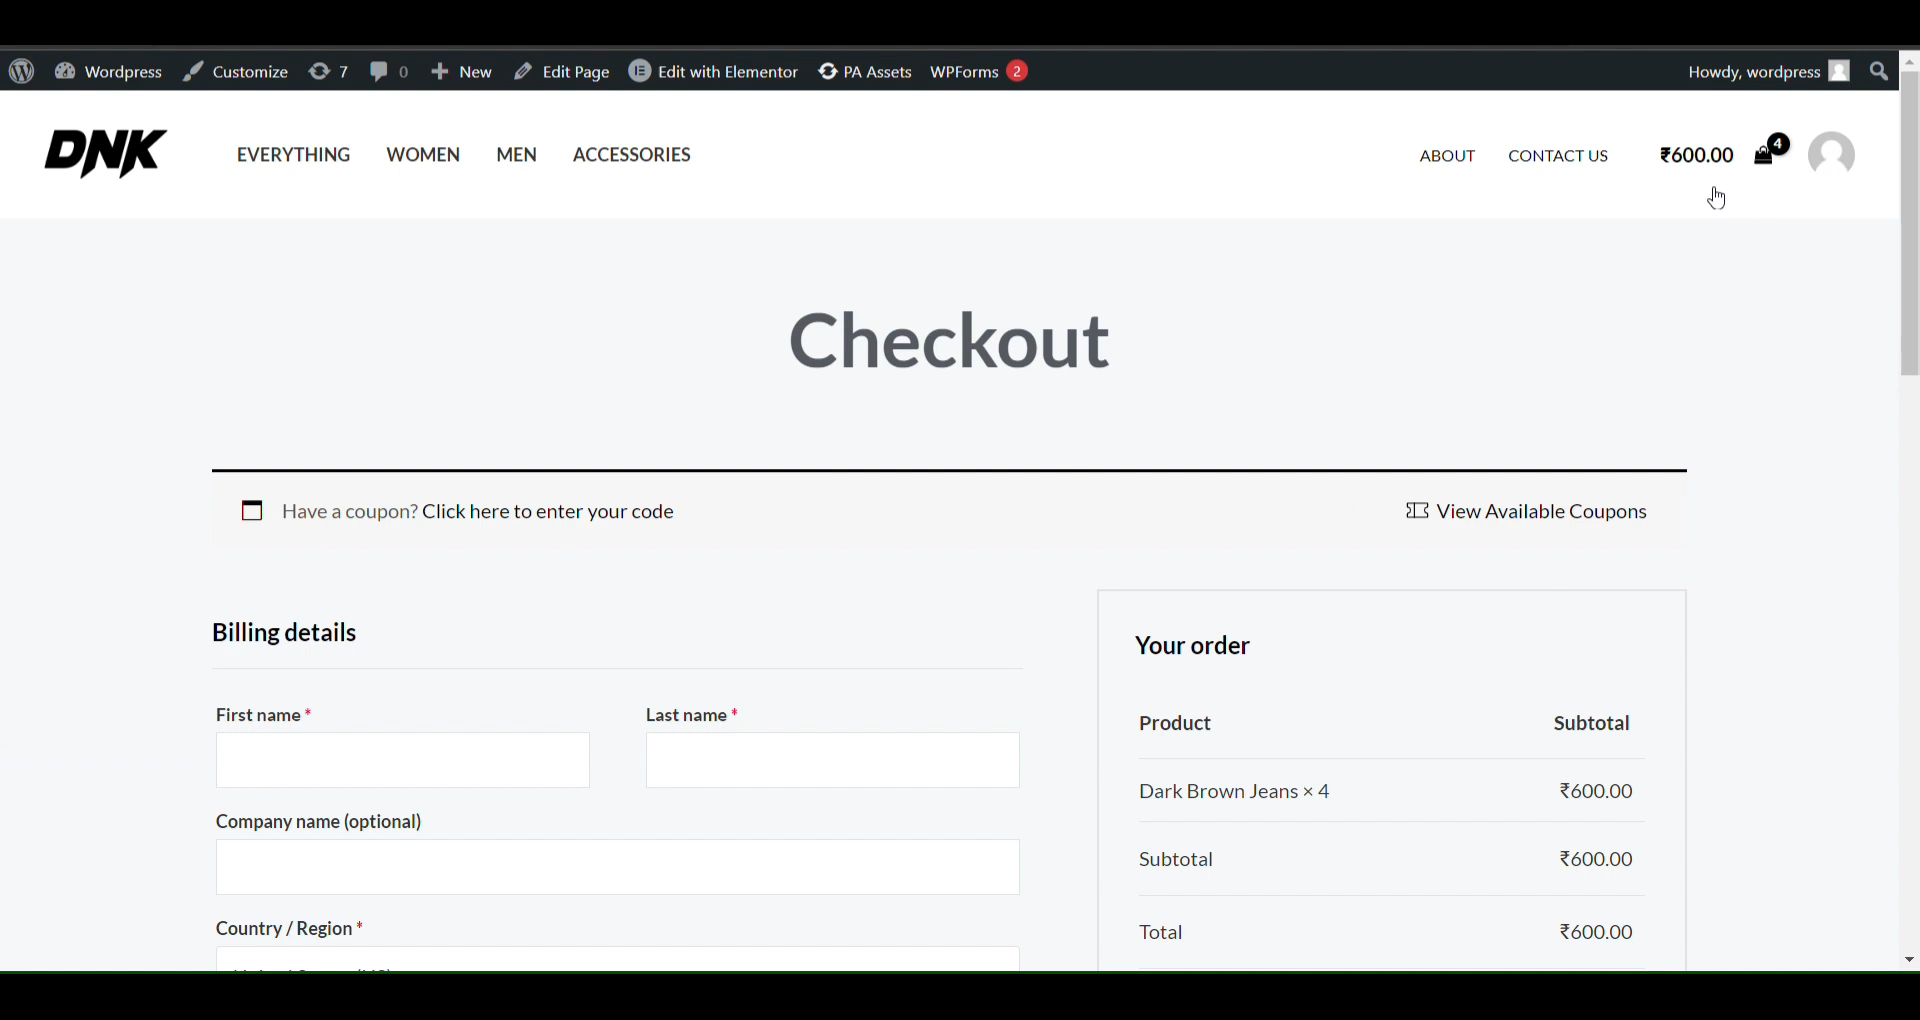 Wordpress Customize 7 0 New Edit Page Edit with Elementor PA Assets WPForms 2 Howdy, wordpress
DNK EVERYTHING WOMEN MEN ACCESSORIES ABOUT CONTACT US ₹600.00 4
Checkout
Have a coupon? Click here to enter your code View Available Coupons
Billing details
First name * Last name *
Company name (optional)
Country / Region *
Your order
Product Subtotal
Dark Brown Jeans × 4 ₹600.00
Subtotal ₹600.00
Total ₹600.00